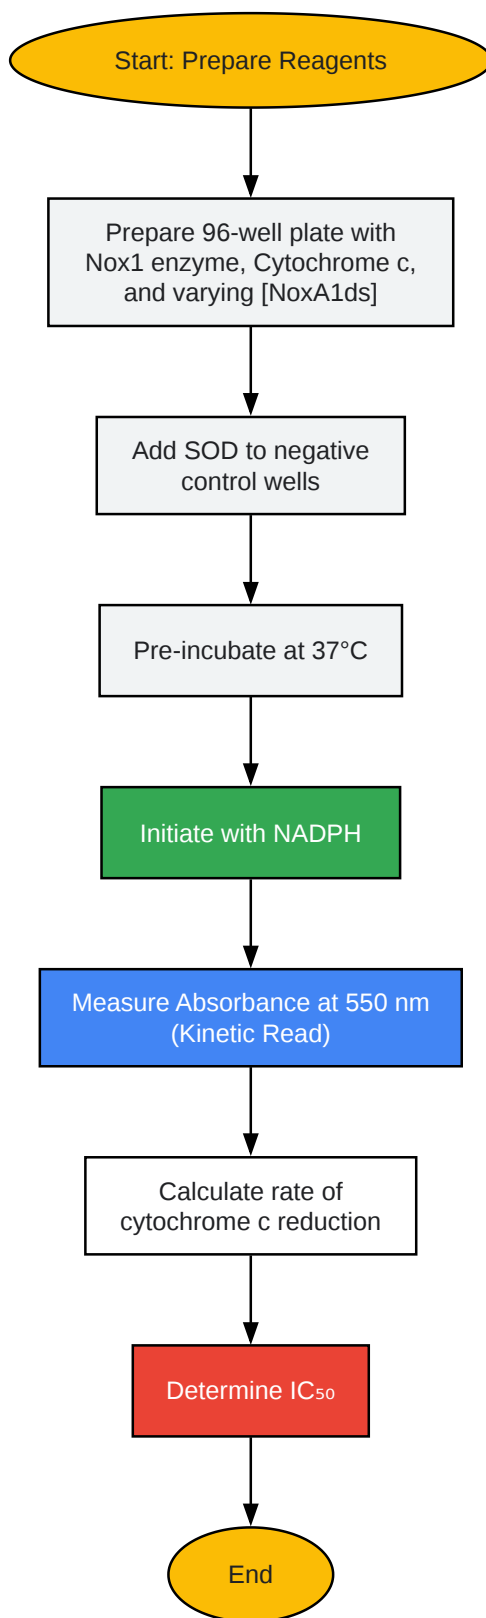 Start: Prepare Reagents
Prepare 96-well plate with
Nox1 enzyme, Cytochrome c,
and varying [NoxA1ds]
Add SOD to negative
control wells
Pre-incubate at 37°C
Initiate with NADPH
Measure Absorbance at 550 nm
(Kinetic Read)
Calculate rate of
cytochrome c reduction
Determine IC₅₀
End